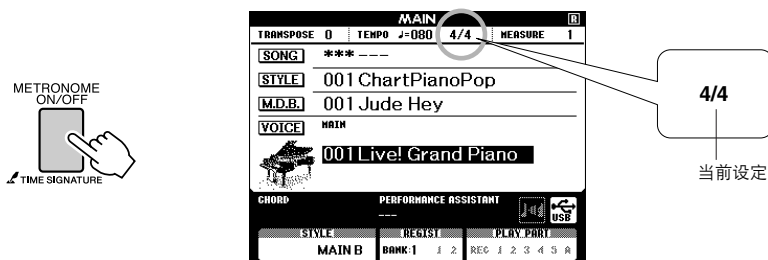 METRONOME
ON/OFF
TIME SIGNATURE
MAIN R
TRANSPOSE 0 TEMPO ♩=080 4/4 MEASURE 1
SONG *** ---
STYLE 001 ChartPianoPop
M.D.B. 001 Jude Hey
VOICE MAIN
001 Live! Grand Piano
CHORD PERFORMANCE ASSISTANT
---
USB
STYLE REGIST PLAY PART
MAIN B BANK:1 1 2 REC 1 2 3 4 5 A
4/4
当前设定